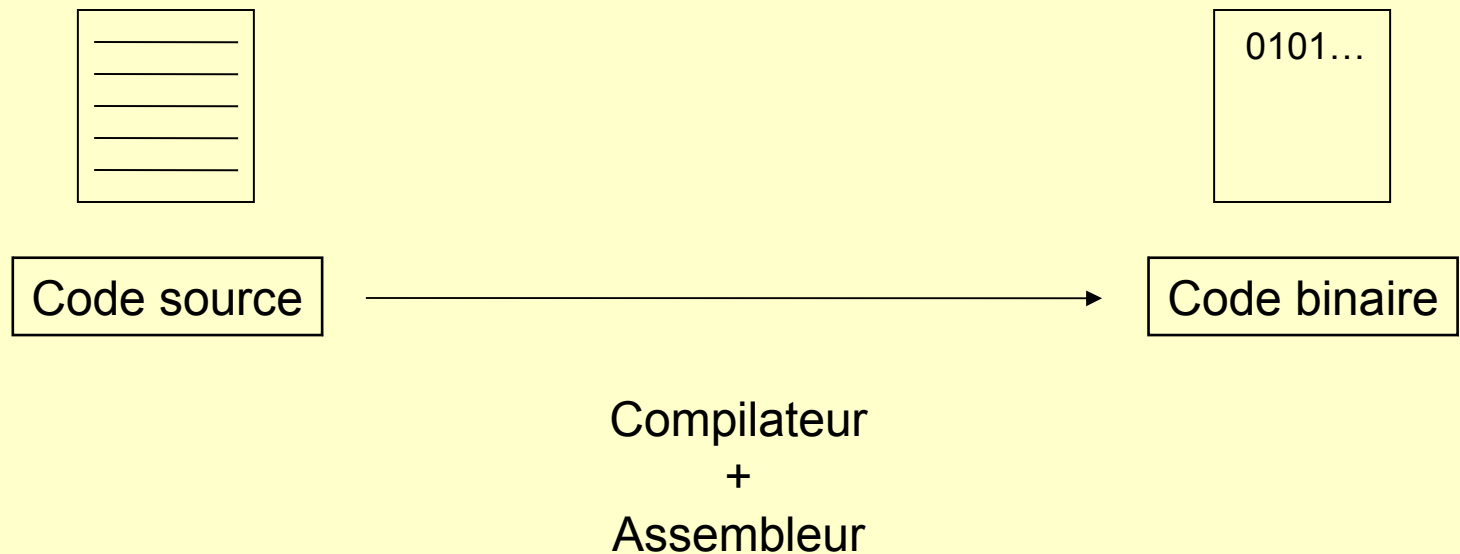 0101…
Code source
Code binaire
Compilateur
+
Assembleur